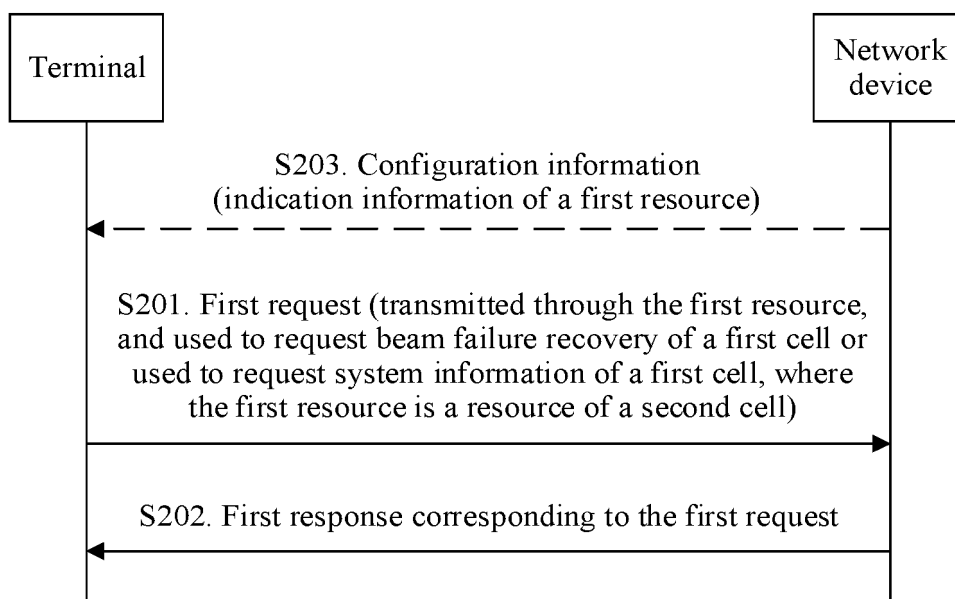 Terminal
Network
device
S203. Configuration information
(indication information of a first resource)
S201. First request (transmitted through the first resource,
and used to request beam failure recovery of a first cell or
used to request system information of a first cell, where
the first resource is a resource of a second cell)
S202. First response corresponding to the first request